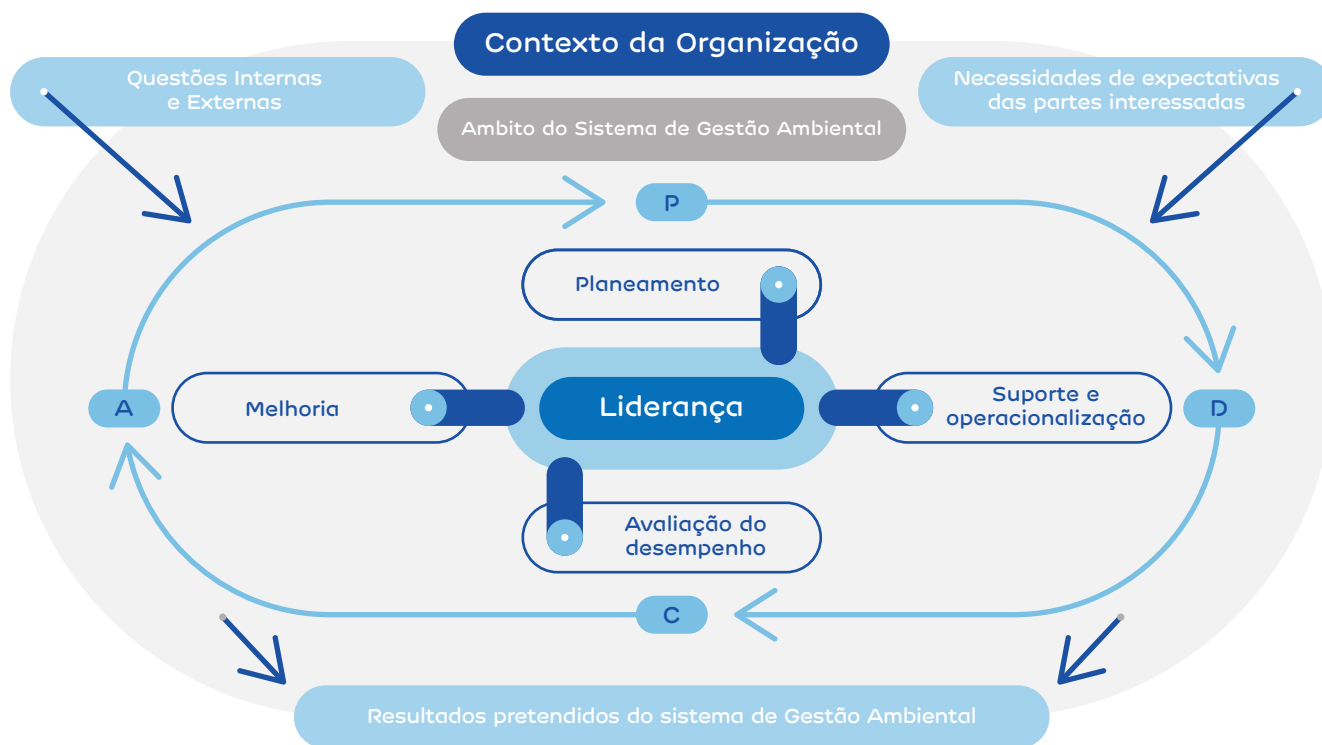 Contexto da Organização
Questões Internas
e Externas
Necessidades de expectativas
das partes interessadas
Ambito do Sistema de Gestão Ambiental
P
Planeamento
A
Melhoria
Liderança
Suporte e
operacionalização
D
Avaliação do
desempenho
C
Resultados pretendidos do sistema de Gestão Ambiental